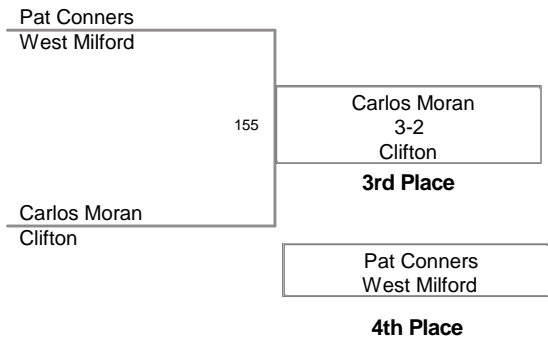 Pat Conners
West Milford
155
Carlos Moran
3-2
Clifton
3rd Place
Carlos Moran
Clifton
Pat Conners
West Milford
4th Place